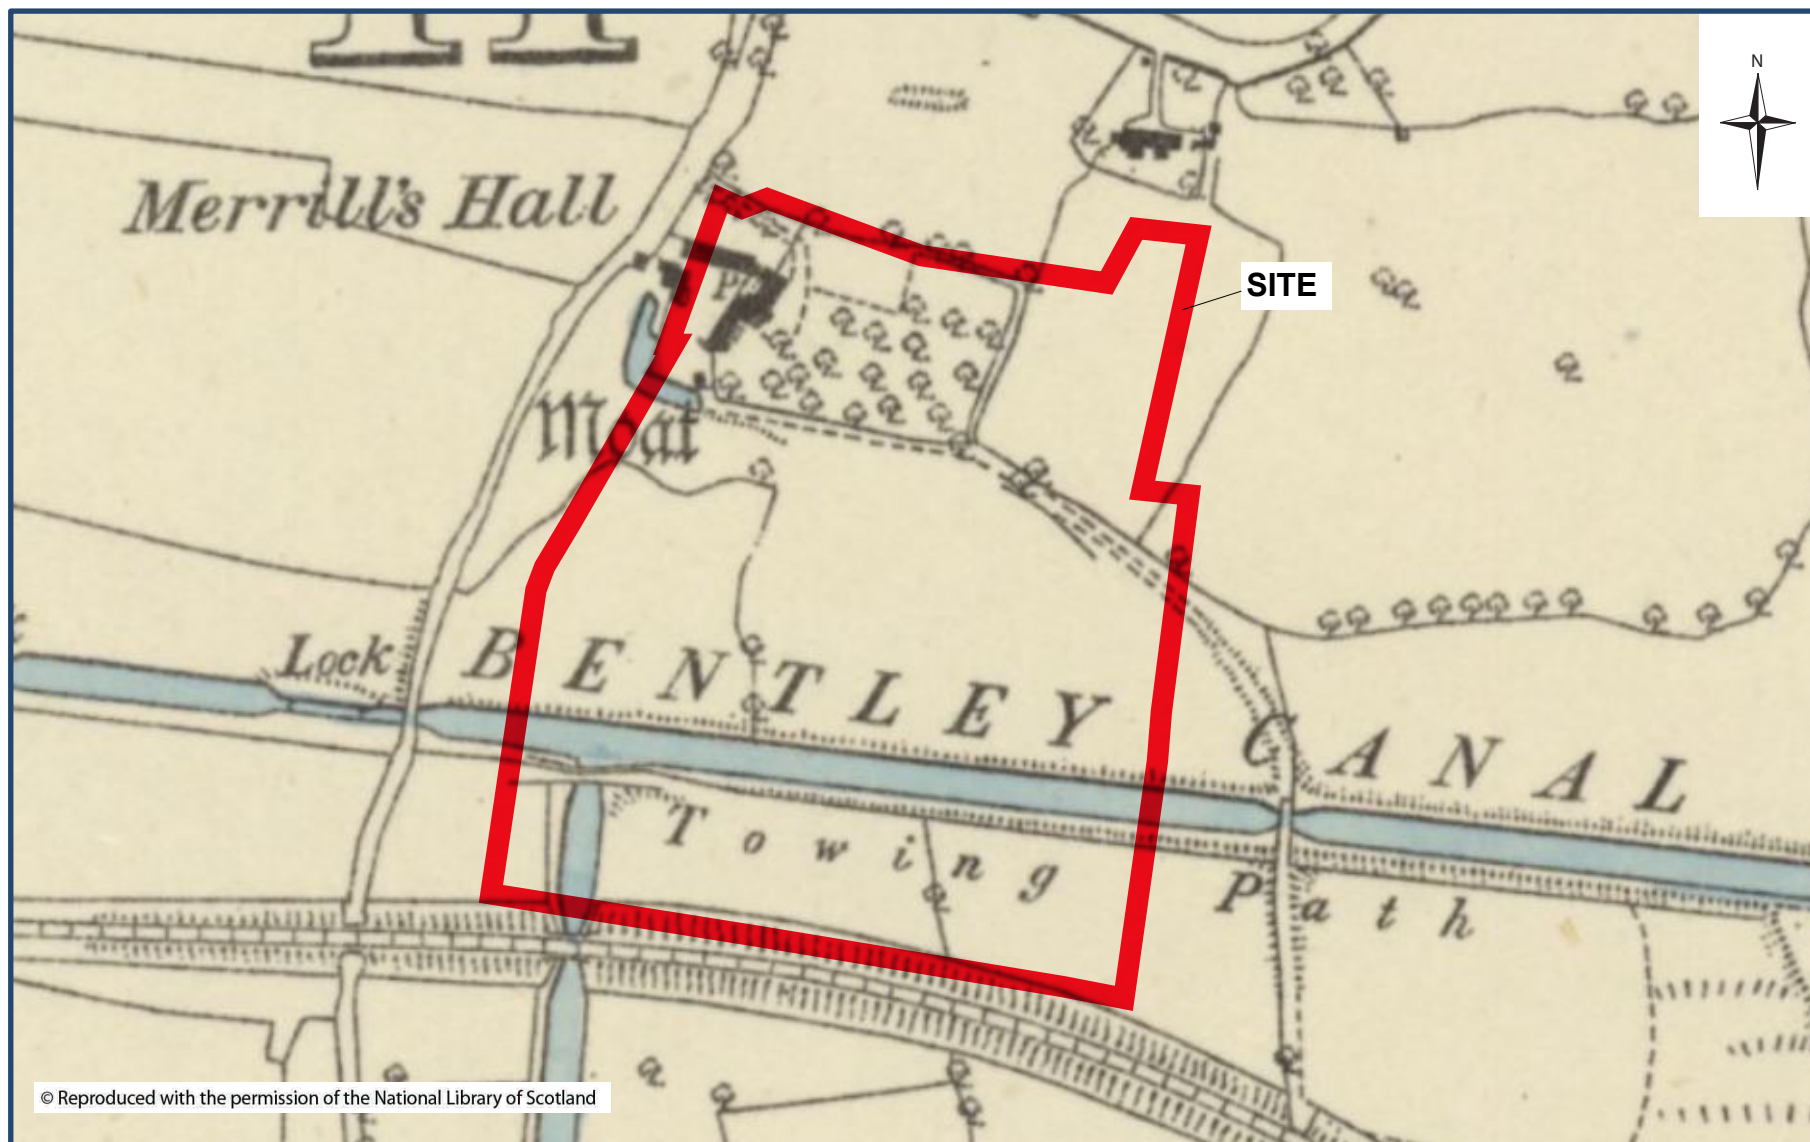 N
Merrill's Hall
SITE
P
Moat
Lock
BENTLEY CANAL
Towing Path
© Reproduced with the permission of the National Library of Scotland